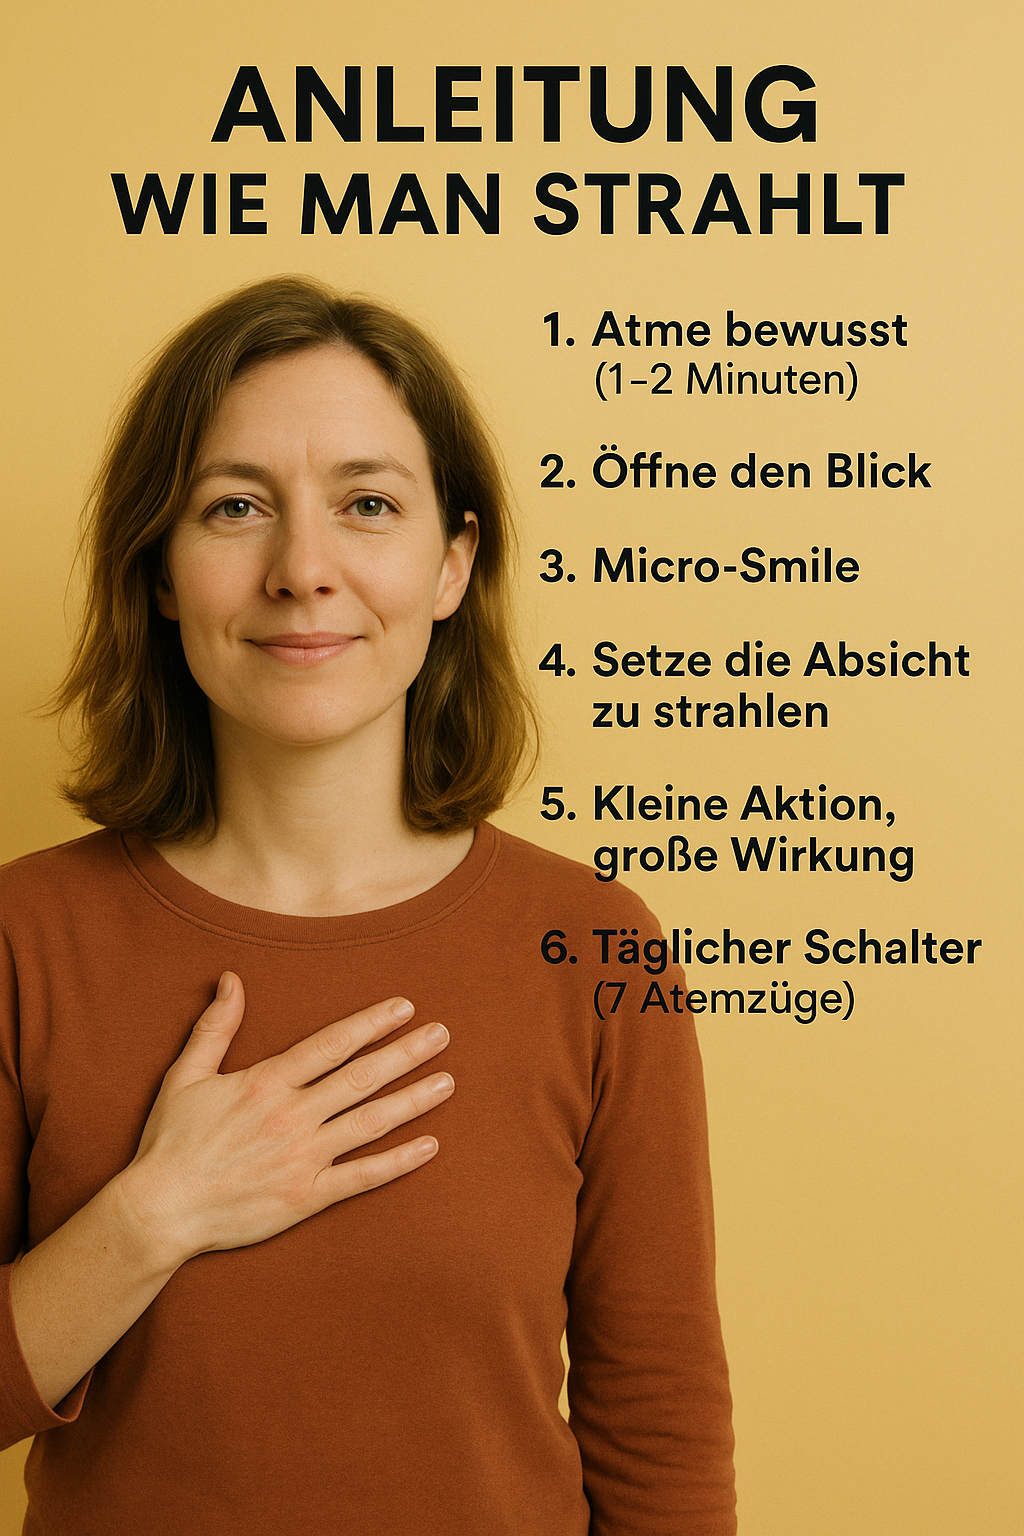 ANLEITUNG
WIE MAN STRAHLT
1. Atme bewusst
(1–2 Minuten)
2. Öffne den Blick
3. Micro-Smile
4. Setze die Absicht
zu strahlen
5. Kleine Aktion,
große Wirkung
6. Täglicher Schalter
(7 Atemzüge)